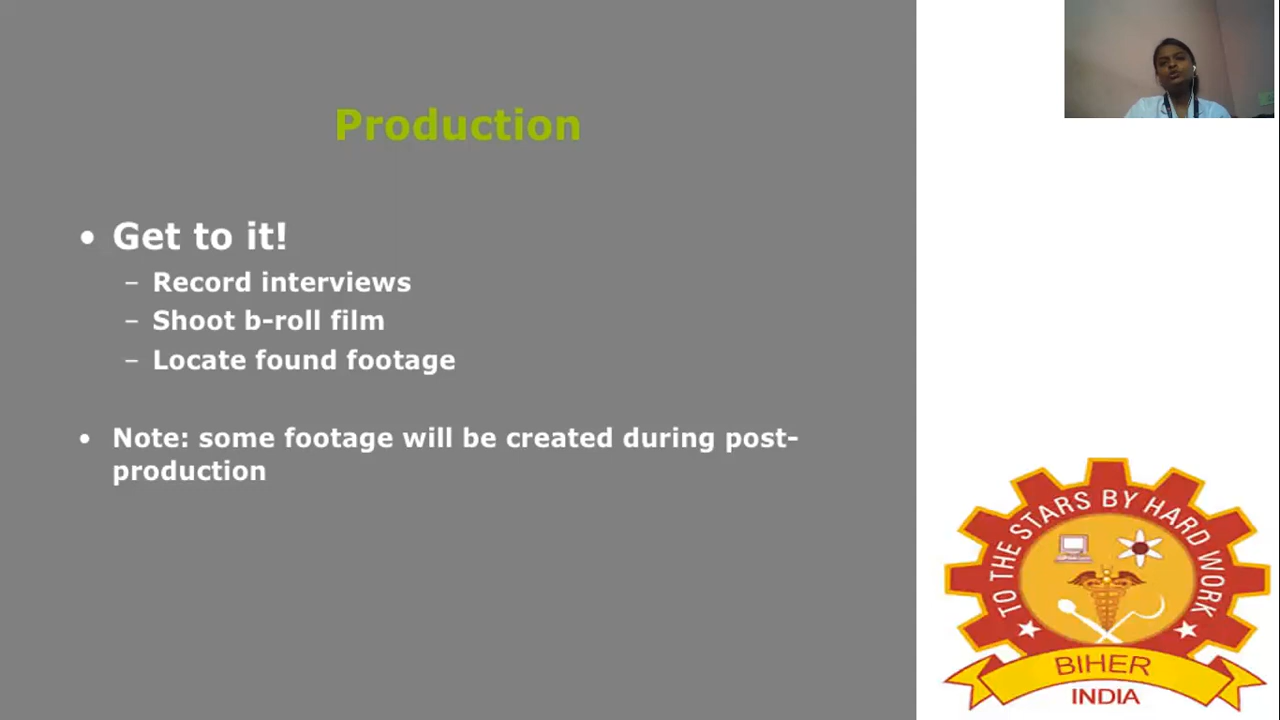 Production
• Get to it!
– Record interviews
– Shoot b-roll film
– Locate found footage
• Note: some footage will be created during post-
production
TO THE STARS BY HARD WORK
BIHER
INDIA